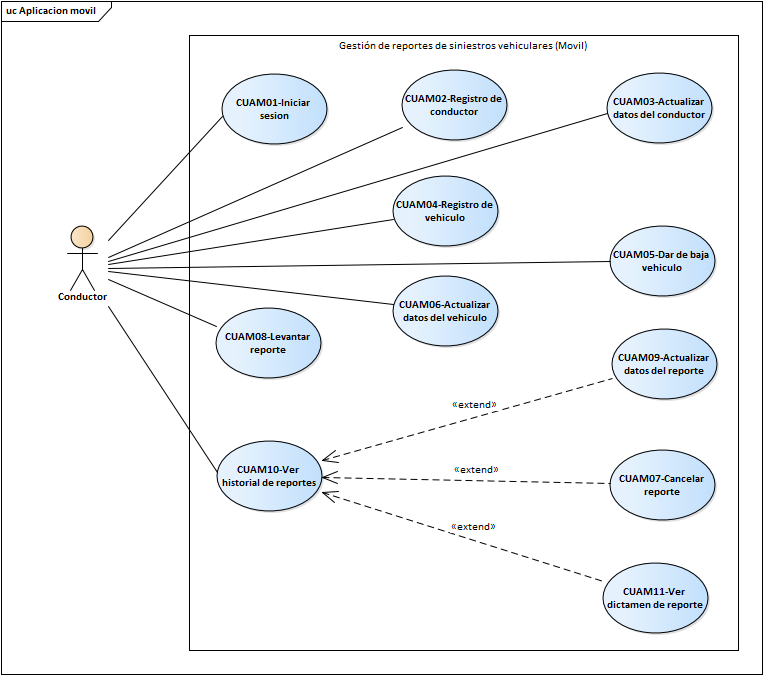 uc Aplicacion movil
Gestión de reportes de siniestros vehiculares (Movil)
CUAM01-Iniciar
sesion
CUAM02-Registro de
conductor
CUAM03-Actualizar
datos del conductor
CUAM04-Registro de
vehiculo
CUAM05-Dar de baja
vehiculo
Conductor
CUAM06-Actualizar
datos del vehiculo
CUAM08-Levantar
reporte
CUAM09-Actualizar
datos del reporte
«extend»
CUAM10-Ver
historial de reportes
«extend»
CUAM07-Cancelar
reporte
«extend»
CUAM11-Ver
dictamen de reporte